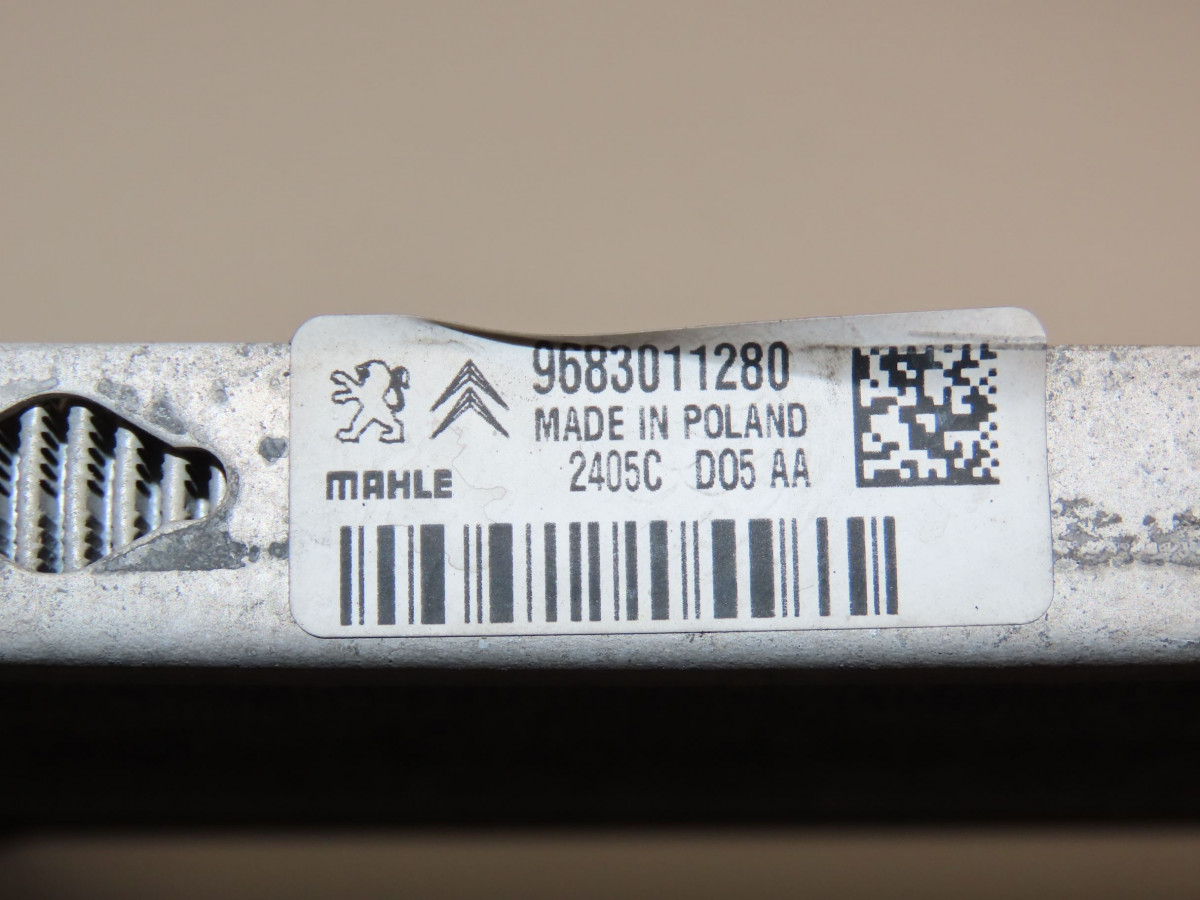 9683011280
MADE IN POLAND
MAHLE
2405C D05 AA